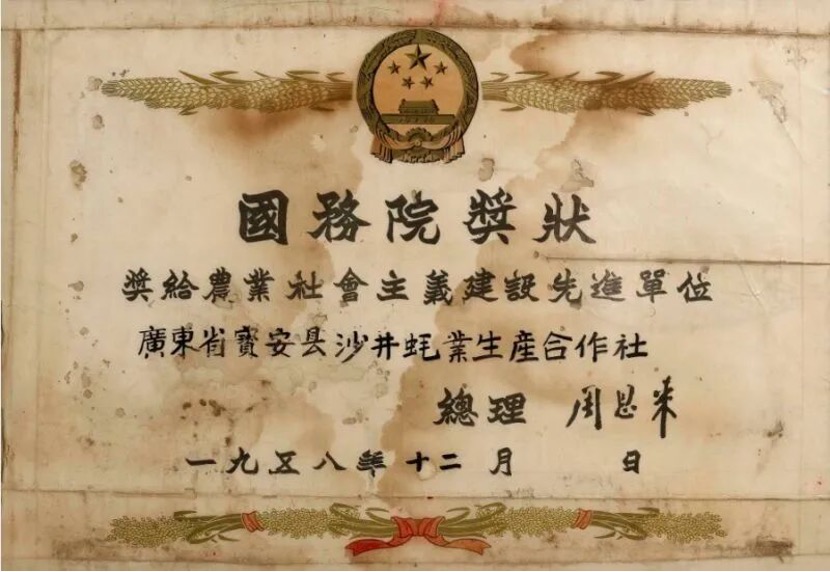 國務院獎狀
獎給農業社會主義建設先進單位
廣東省寶安县沙井蚝業生産合作社
總理 周恩来
一九五八年十二月 日